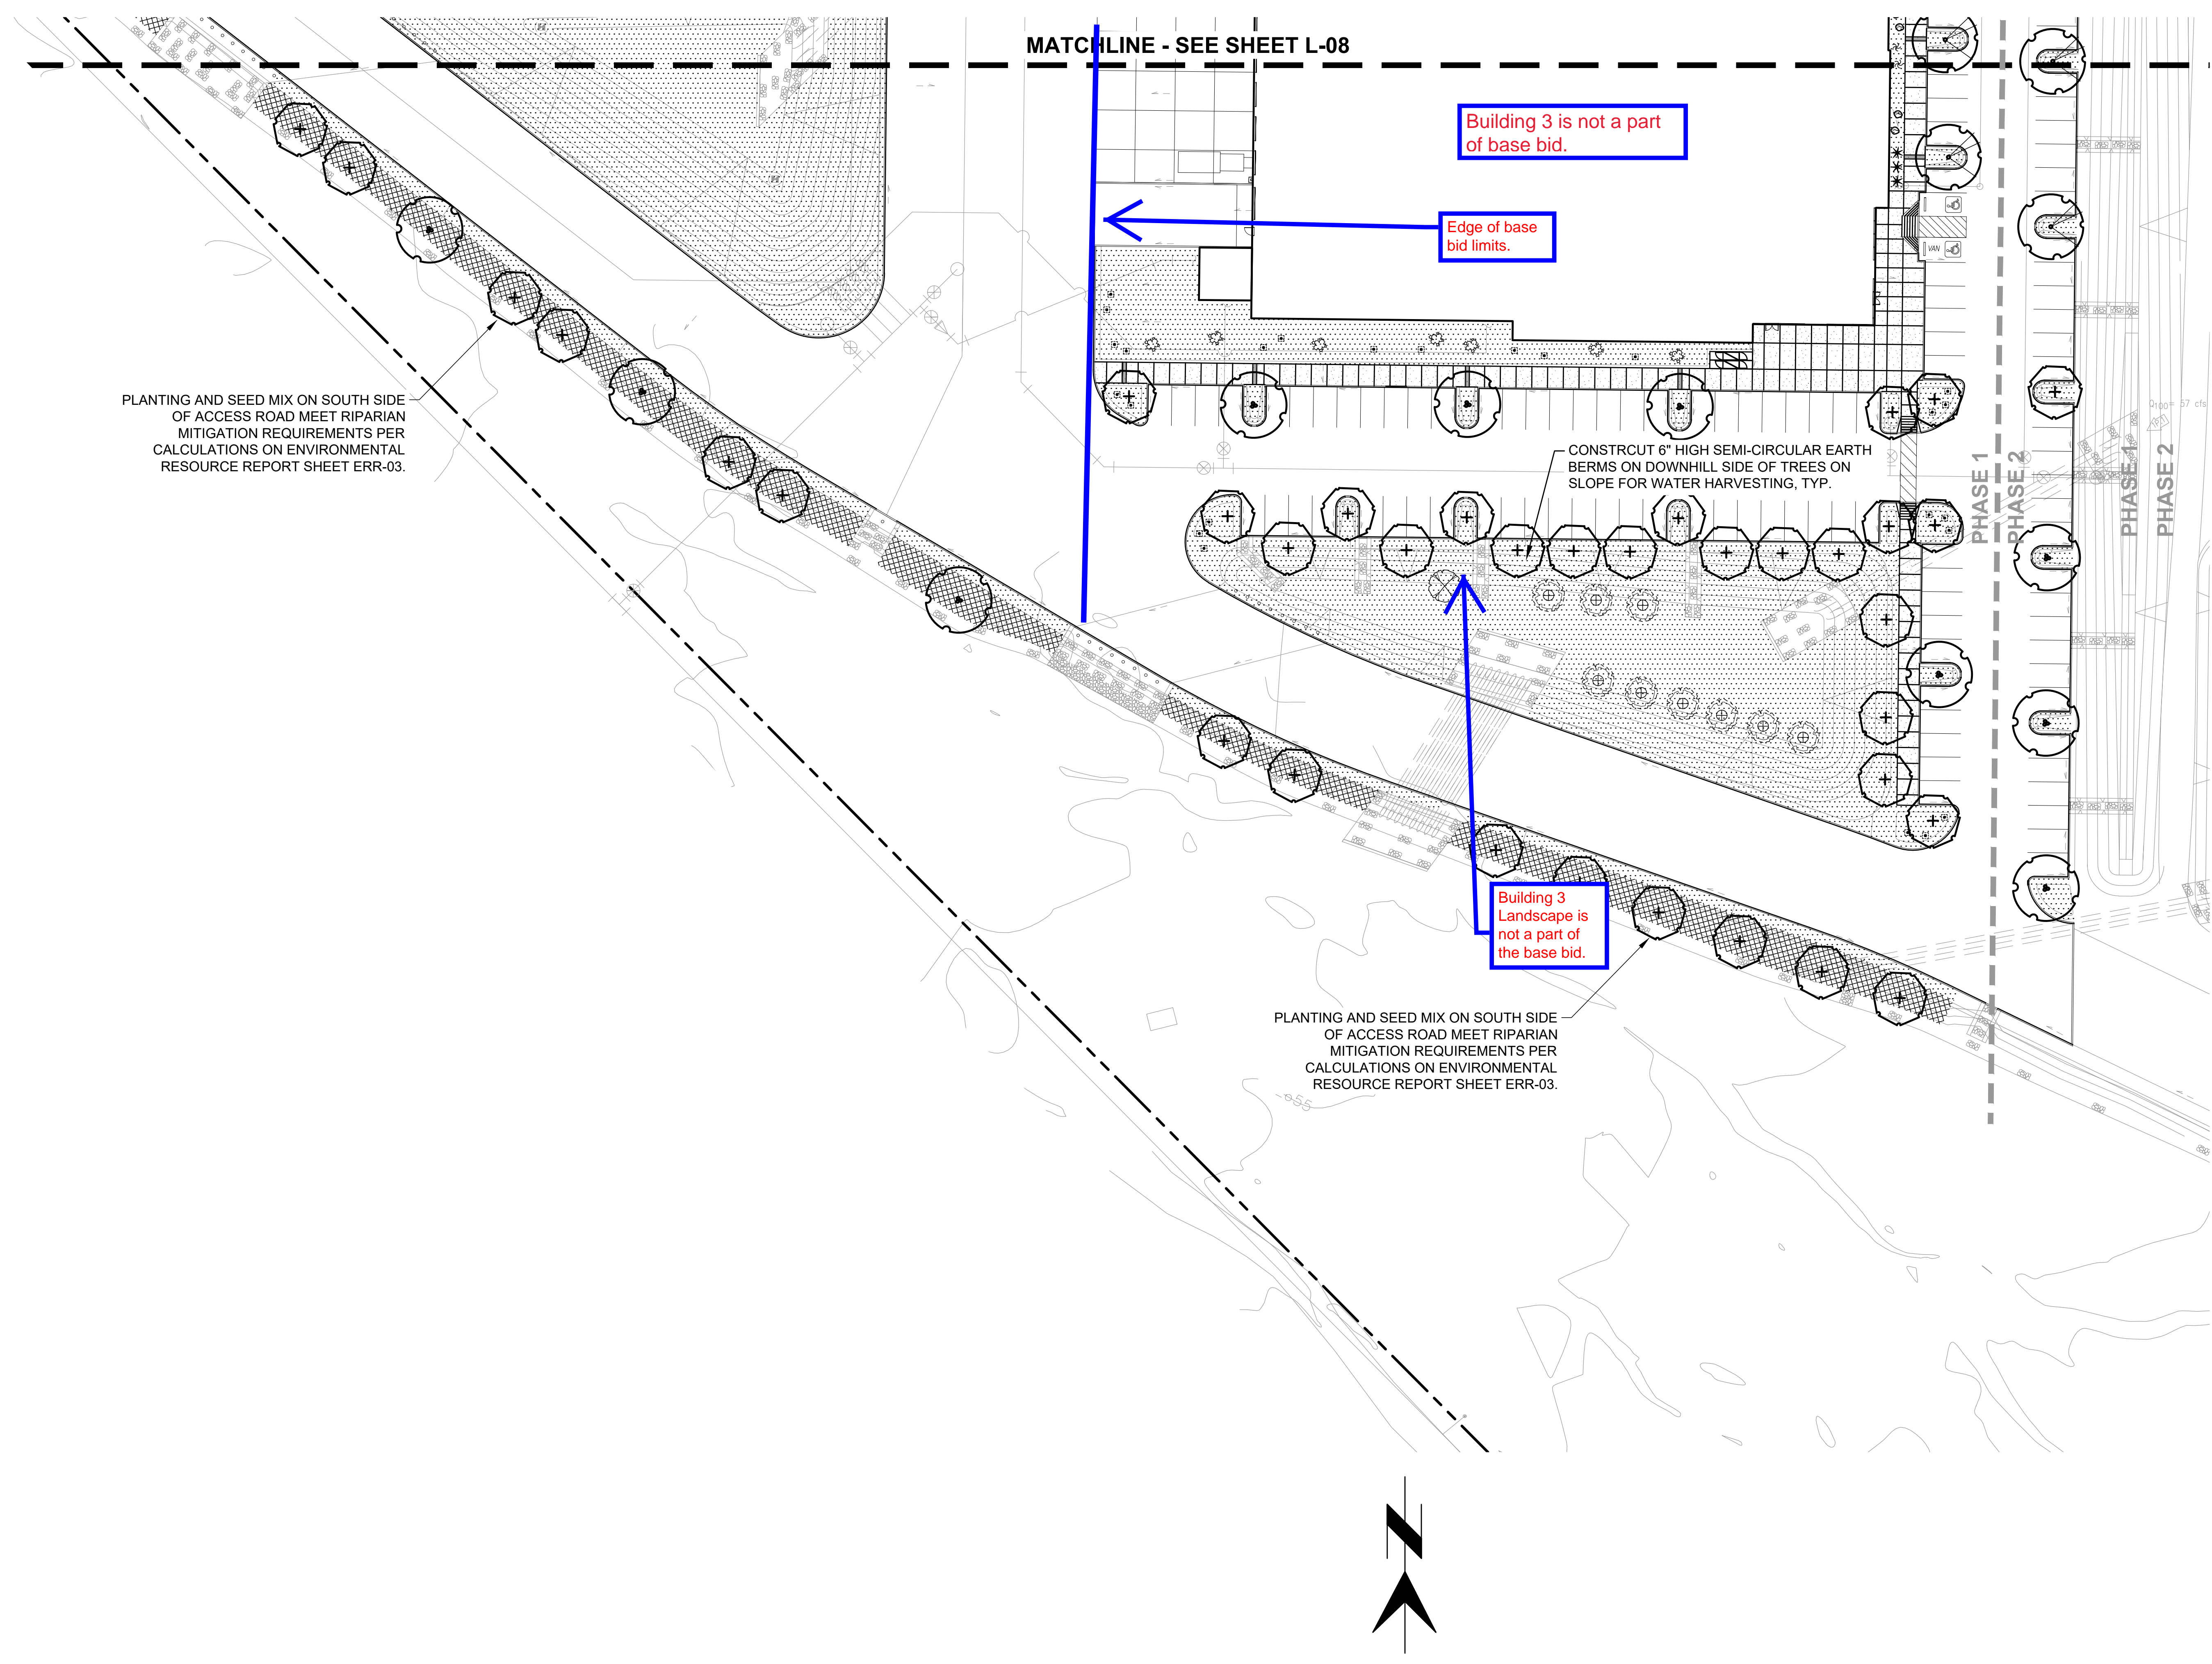 MATCHLINE - SEE SHEET L-08
Building 3 is not a part
of base bid.
Edge of base
bid limits.
VAN
PLANTING AND SEED MIX ON SOUTH SIDE
OF ACCESS ROAD MEET RIPARIAN
MITIGATION REQUIREMENTS PER
CALCULATIONS ON ENVIRONMENTAL
RESOURCE REPORT SHEET ERR-03.
CONSTRCUT 6" HIGH SEMI-CIRCULAR EARTH
BERMS ON DOWNHILL SIDE OF TREES ON
SLOPE FOR WATER HARVESTING, TYP.
Q100= 57 cfs
PHASE 1
PHASE 2
PHASE 1
PHASE 2
Building 3
Landscape is
not a part of
the base bid.
PLANTING AND SEED MIX ON SOUTH SIDE
OF ACCESS ROAD MEET RIPARIAN
MITIGATION REQUIREMENTS PER
CALCULATIONS ON ENVIRONMENTAL
RESOURCE REPORT SHEET ERR-03.
N